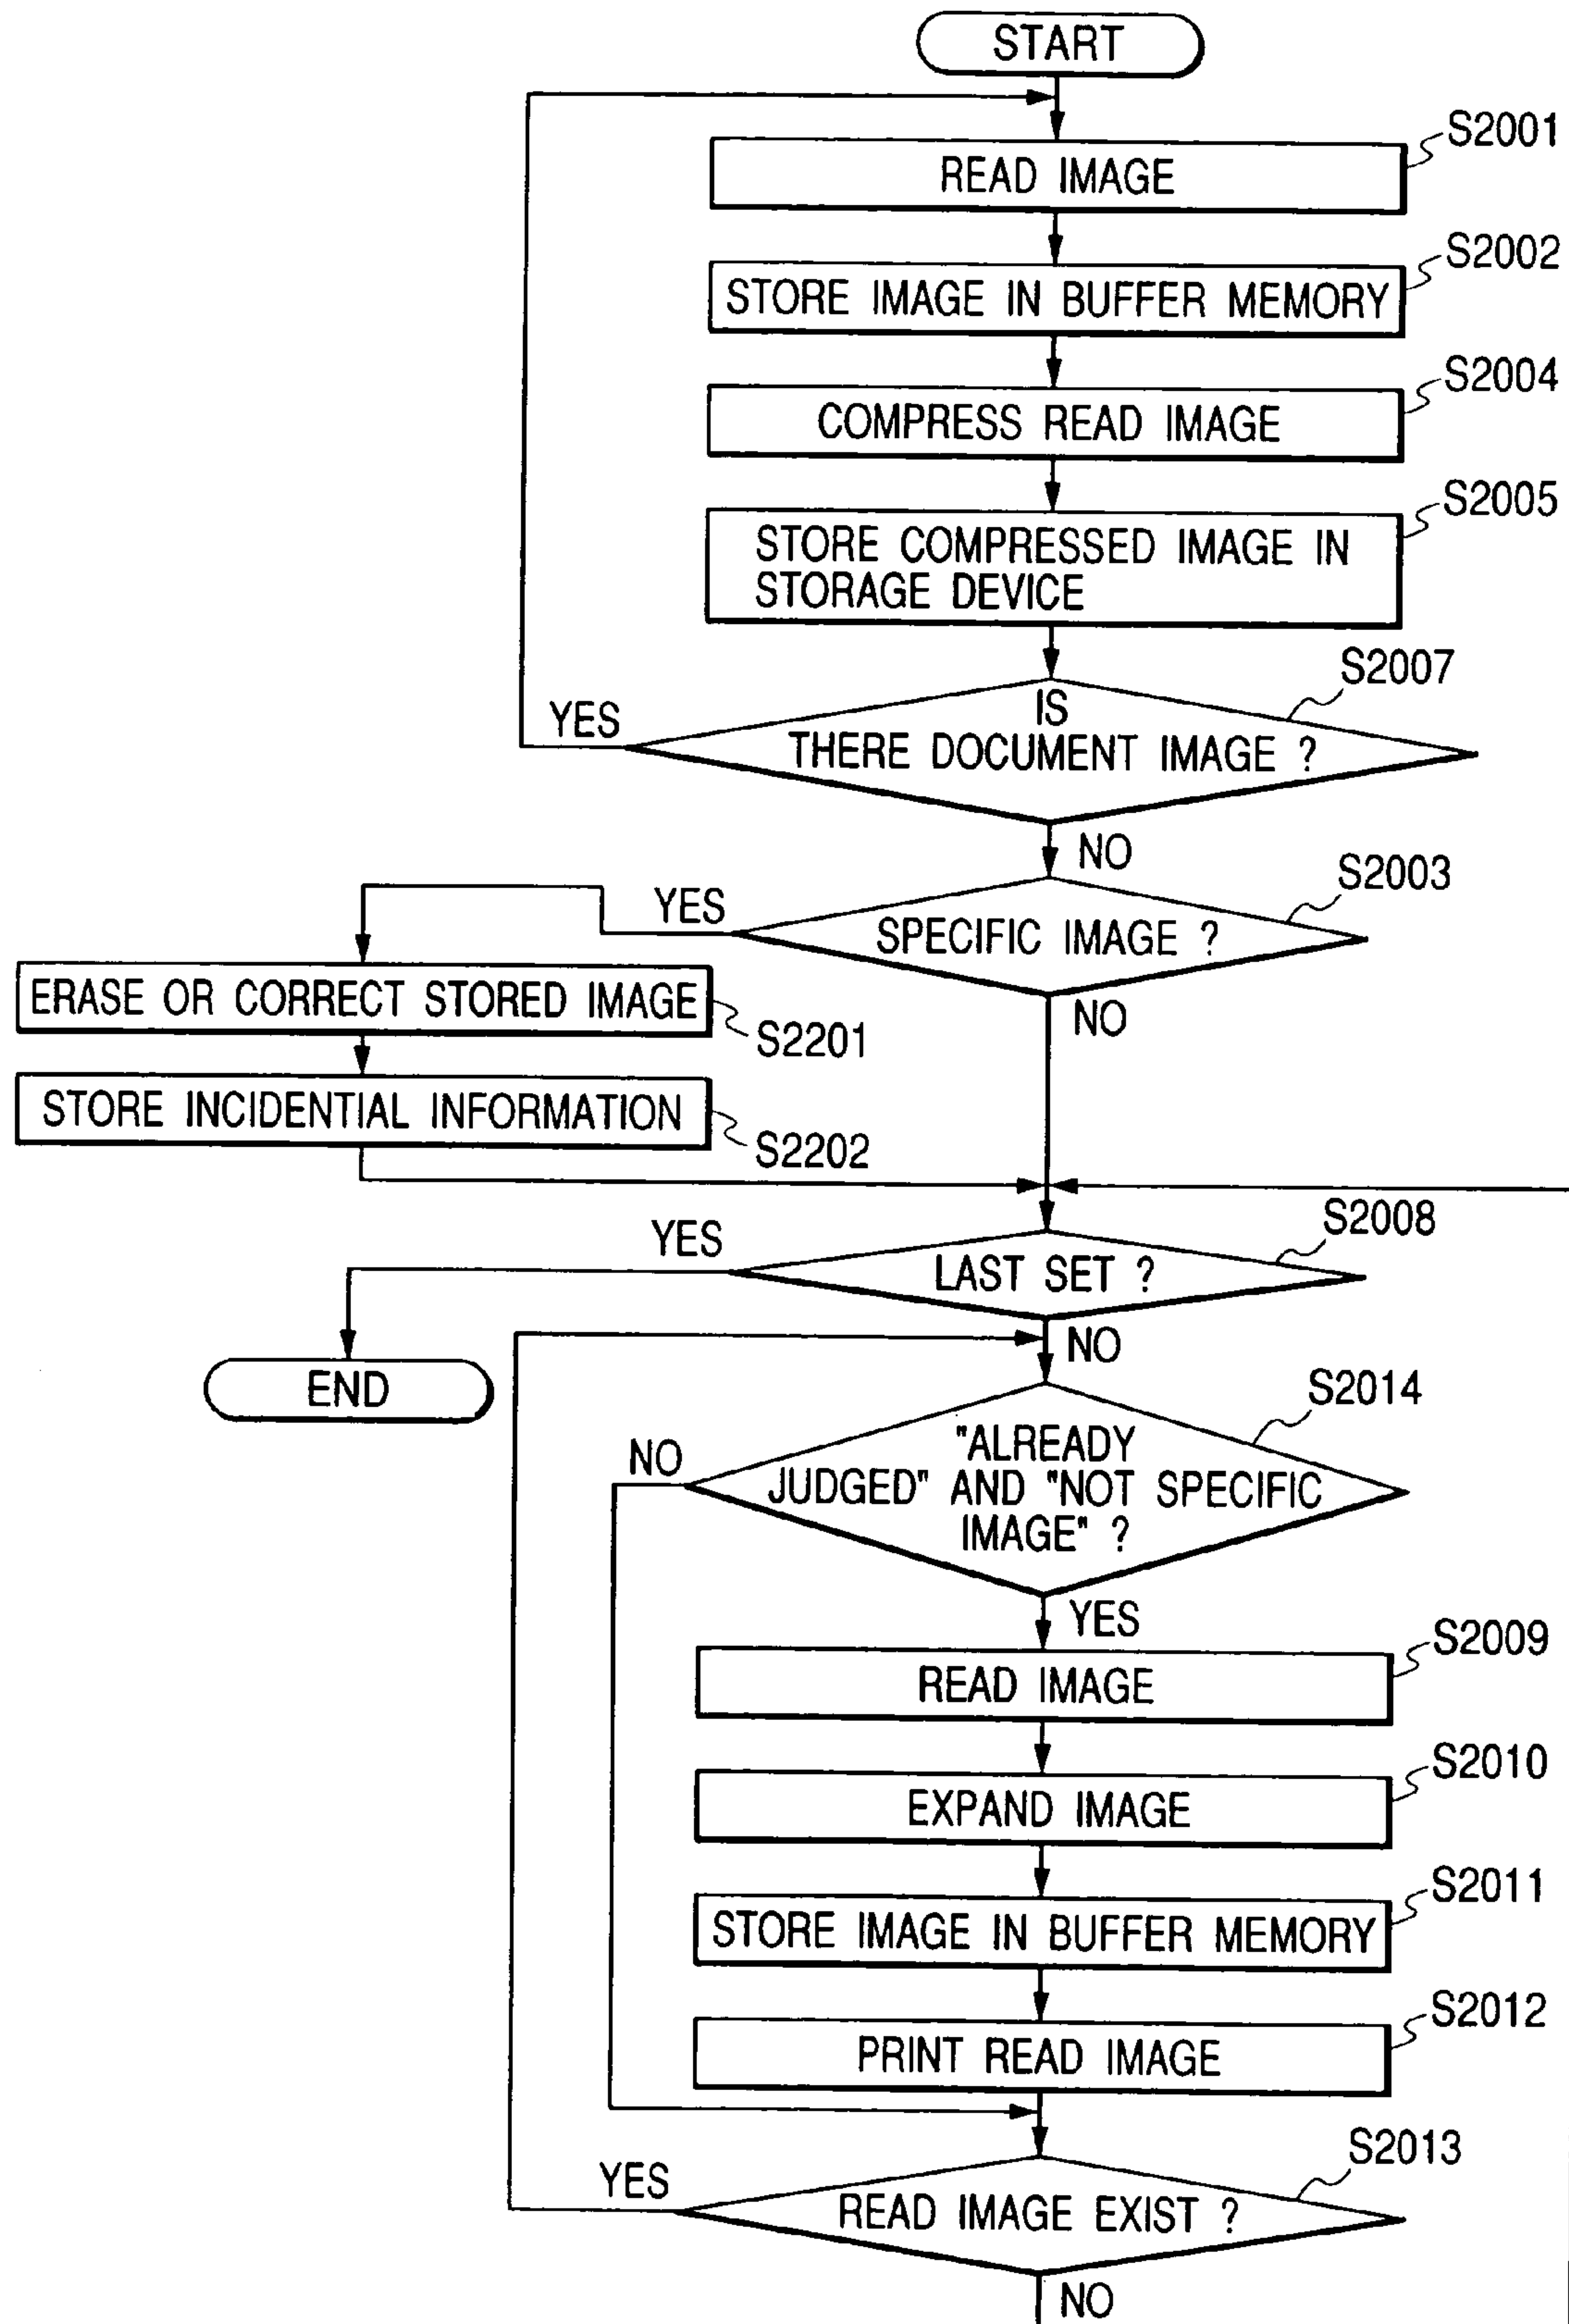 START
S2001
READ IMAGE
S2002
STORE IMAGE IN BUFFER MEMORY
S2004
COMPRESS READ IMAGE
S2005
STORE COMPRESSED IMAGE IN
STORAGE DEVICE
S2007
YES
IS
THERE DOCUMENT IMAGE ?
NO
S2003
YES
SPECIFIC IMAGE ?
NO
ERASE OR CORRECT STORED IMAGE
S2201
STORE INCIDENTIAL INFORMATION
S2202
S2008
YES
LAST SET ?
NO
END
S2014
NO
"ALREADY
JUDGED" AND "NOT SPECIFIC
IMAGE" ?
YES
S2009
READ IMAGE
S2010
EXPAND IMAGE
S2011
STORE IMAGE IN BUFFER MEMORY
S2012
PRINT READ IMAGE
S2013
YES
READ IMAGE EXIST ?
NO